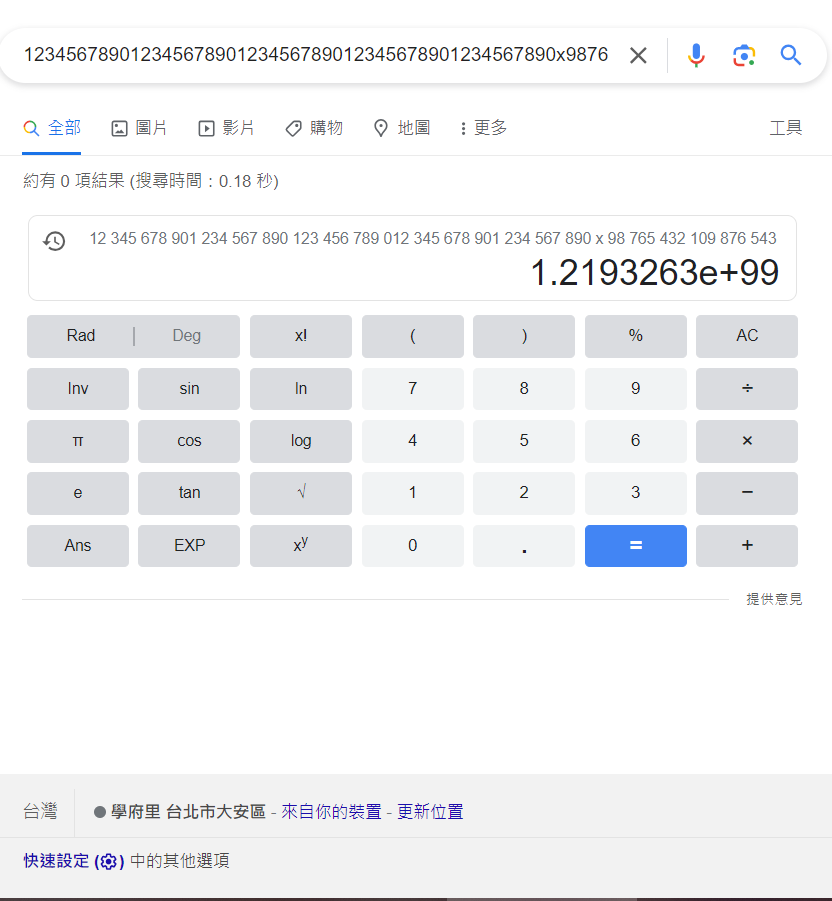 12345678901234567890123456789012345678901234567890x9876
全部 圖片 影片 購物 地圖 更多 工具
約有 0 項結果 (搜尋時間：0.18 秒)
12 345 678 901 234 567 890 123 456 789 012 345 678 901 234 567 890 x 98 765 432 109 876 543
1.2193263e+99
Rad | Deg x! ( ) % AC
Inv sin ln 7 8 9 ÷
π cos log 4 5 6 ×
e tan √ 1 2 3 −
Ans EXP xʸ 0 . = +
提供意見
台灣 學府里 台北市大安區 - 來自你的裝置 - 更新位置
快速設定 () 中的其他選項